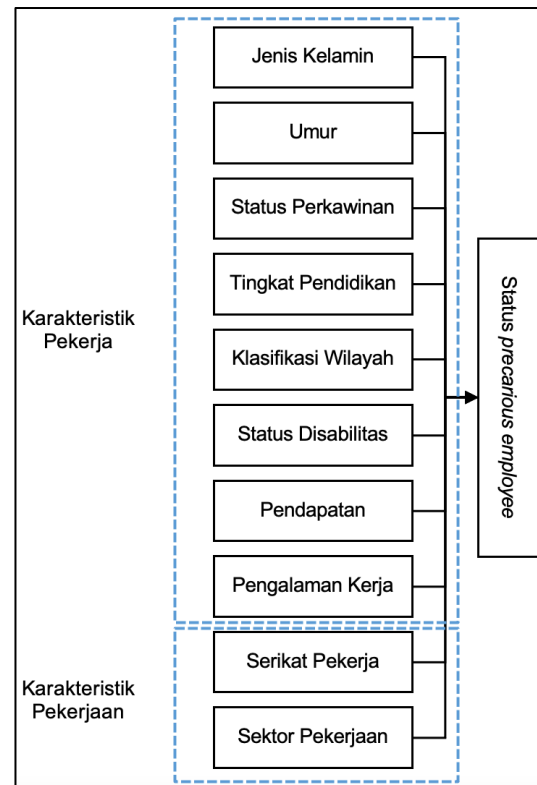 Jenis Kelamin
Umur
Status Perkawinan
Tingkat Pendidikan
Karakteristik
Pekerja
Klasifikasi Wilayah
Status Disabilitas
Pendapatan
Pengalaman Kerja
Serikat Pekerja
Karakteristik
Pekerjaan
Sektor Pekerjaan
Status precarious
employee